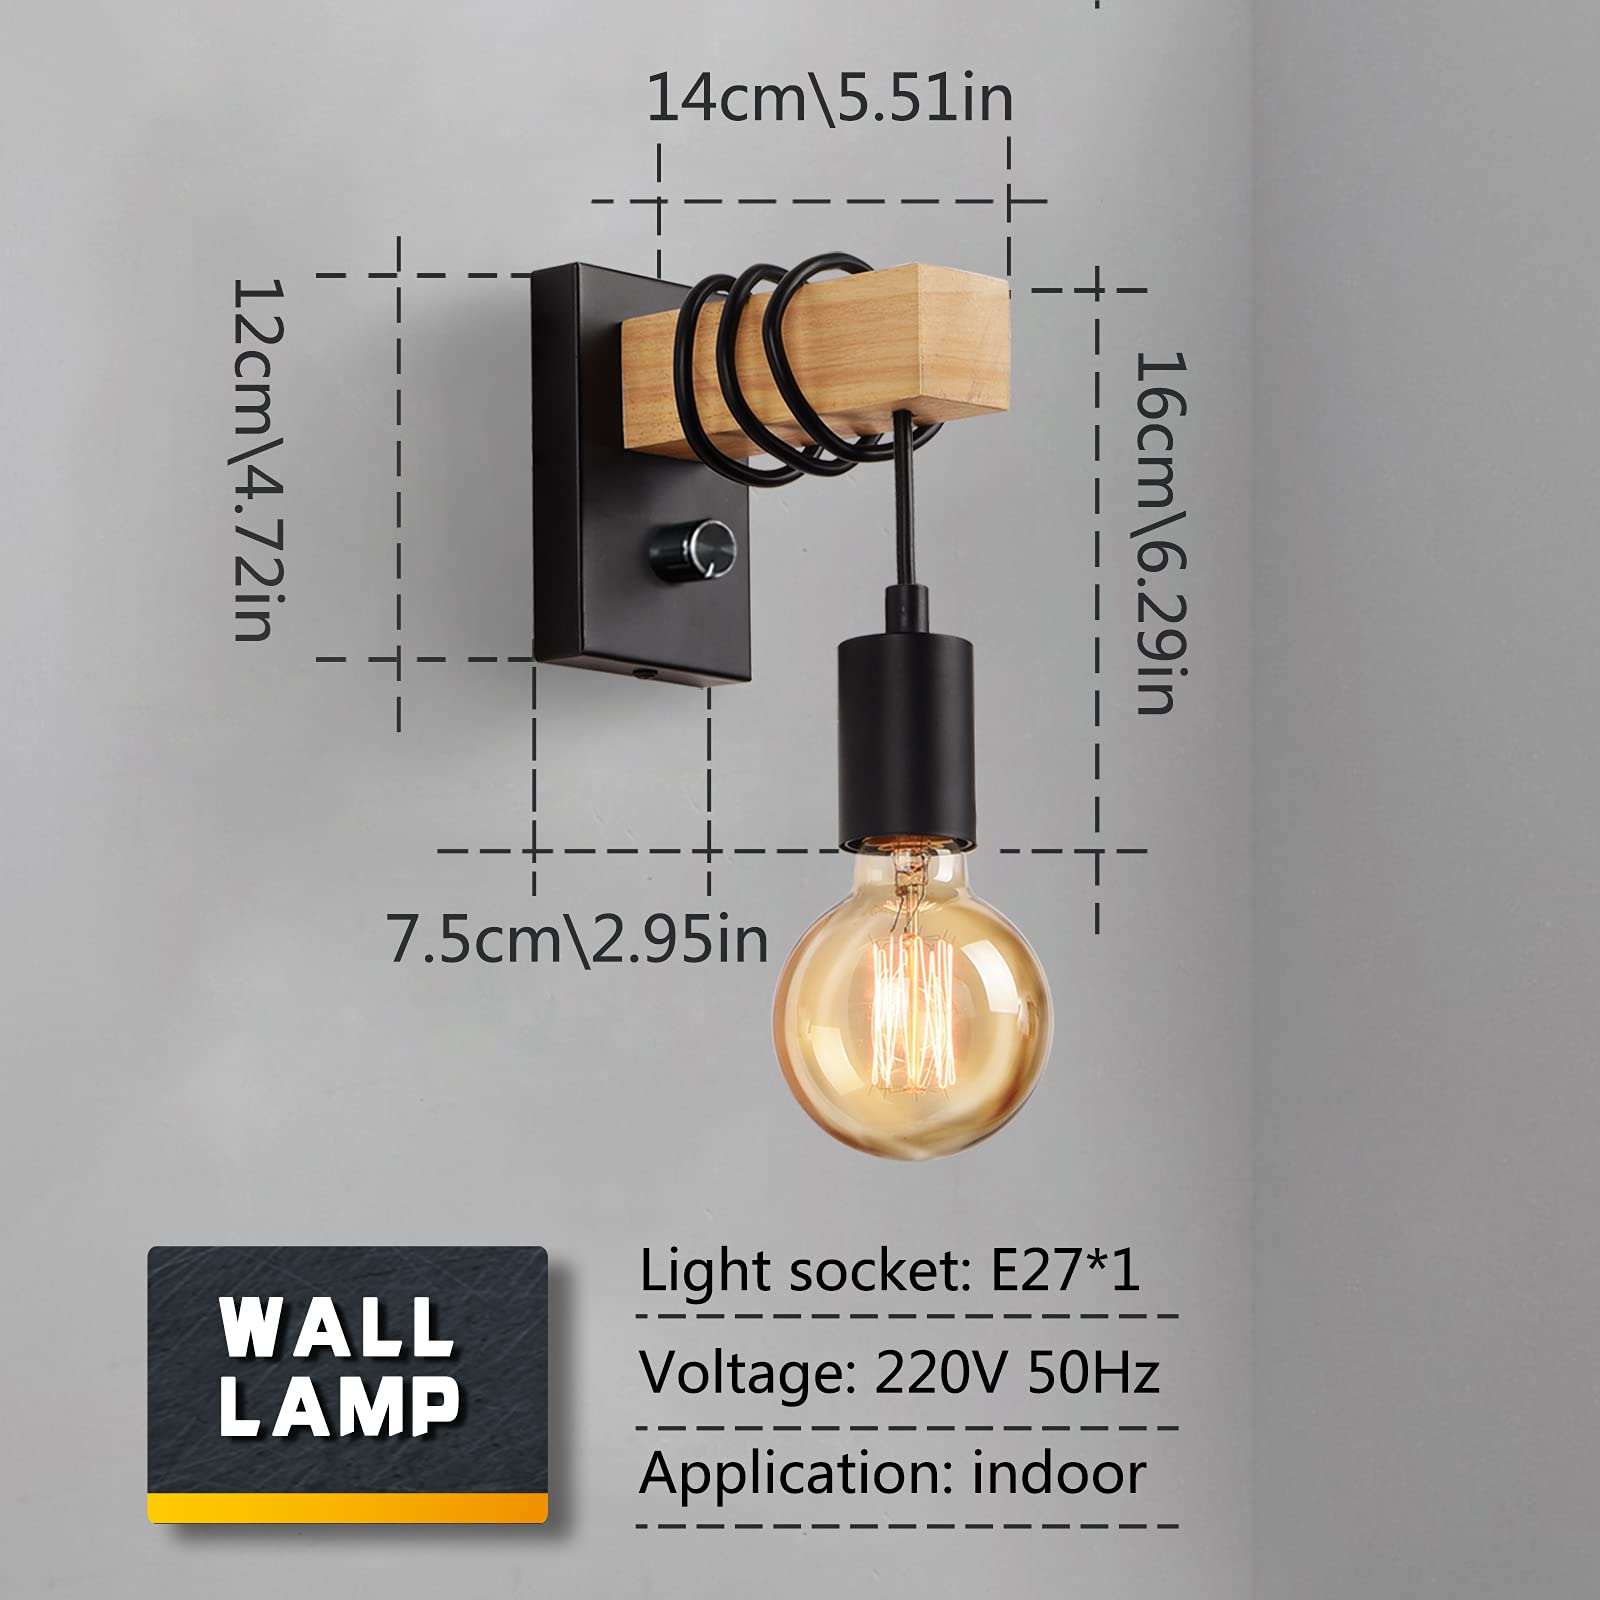 14cm\5.51in
12cm\4.72in
16cm\6.29in
7.5cm\2.95in
WALL
LAMP
Light socket: E27*1
Voltage: 220V 50Hz
Application: indoor